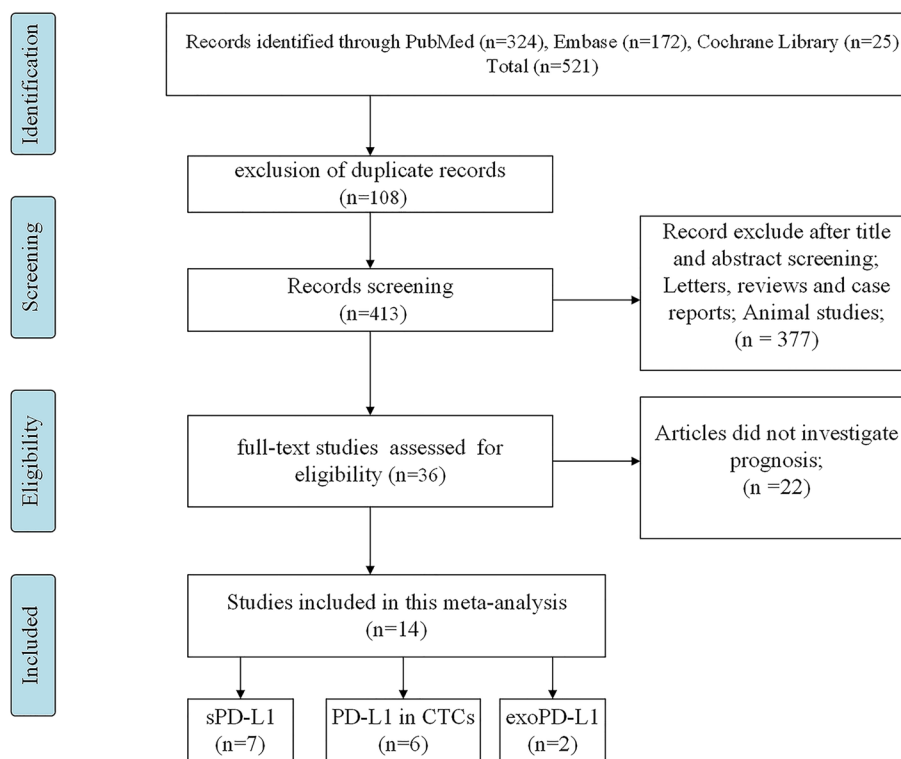 Identification
Records identified through PubMed (n=324), Embase (n=172), Cochrane Library (n=25)
Total (n=521)
exclusion of duplicate records
(n=108)
Screening
Records screening
(n=413)
Record exclude after title
and abstract screening;
Letters, reviews and case
reports; Animal studies;
(n = 377)
Eligibility
full-text studies assessed for
eligibility (n=36)
Articles did not investigate
prognosis;
(n =22)
Included
Studies included in this meta-analysis
(n=14)
sPD-L1
(n=7)
PD-L1 in CTCs
(n=6)
exoPD-L1
(n=2)